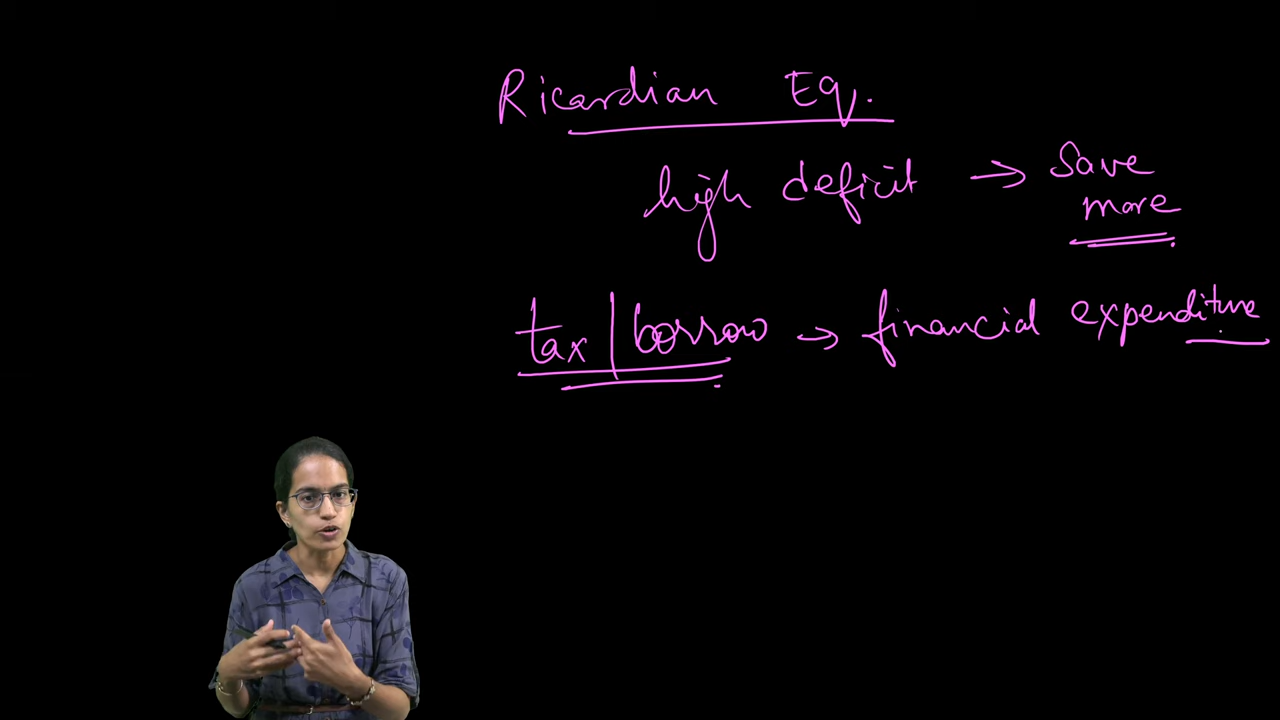 Ricardian Eq.
high deficit → Save
more
tax | borrow → financial expenditure